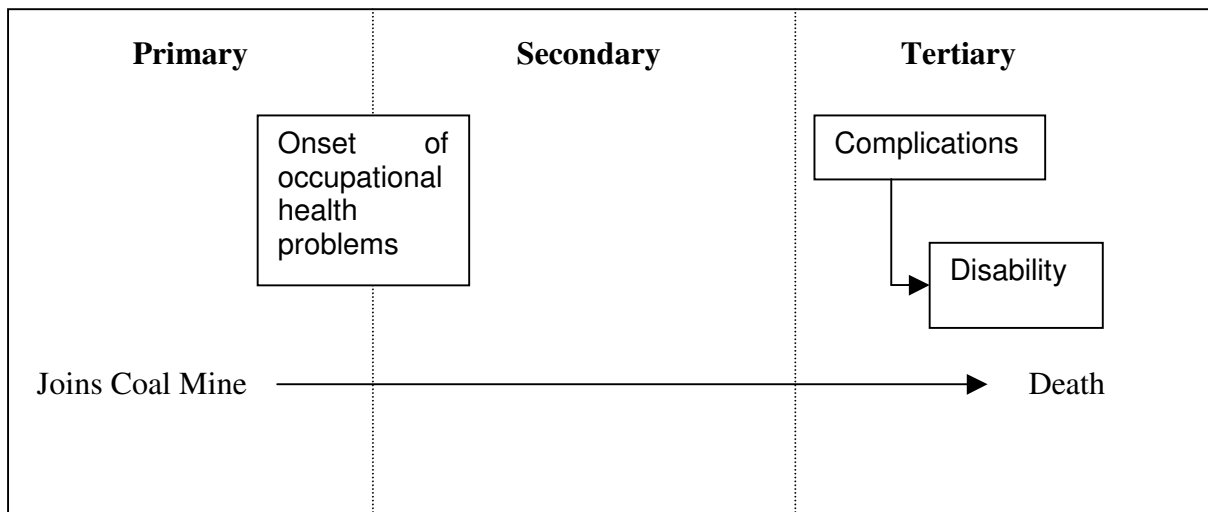 Primary
Secondary
Tertiary
Onset of
occupational
health
problems
Complications
Disability
Joins Coal Mine
Death